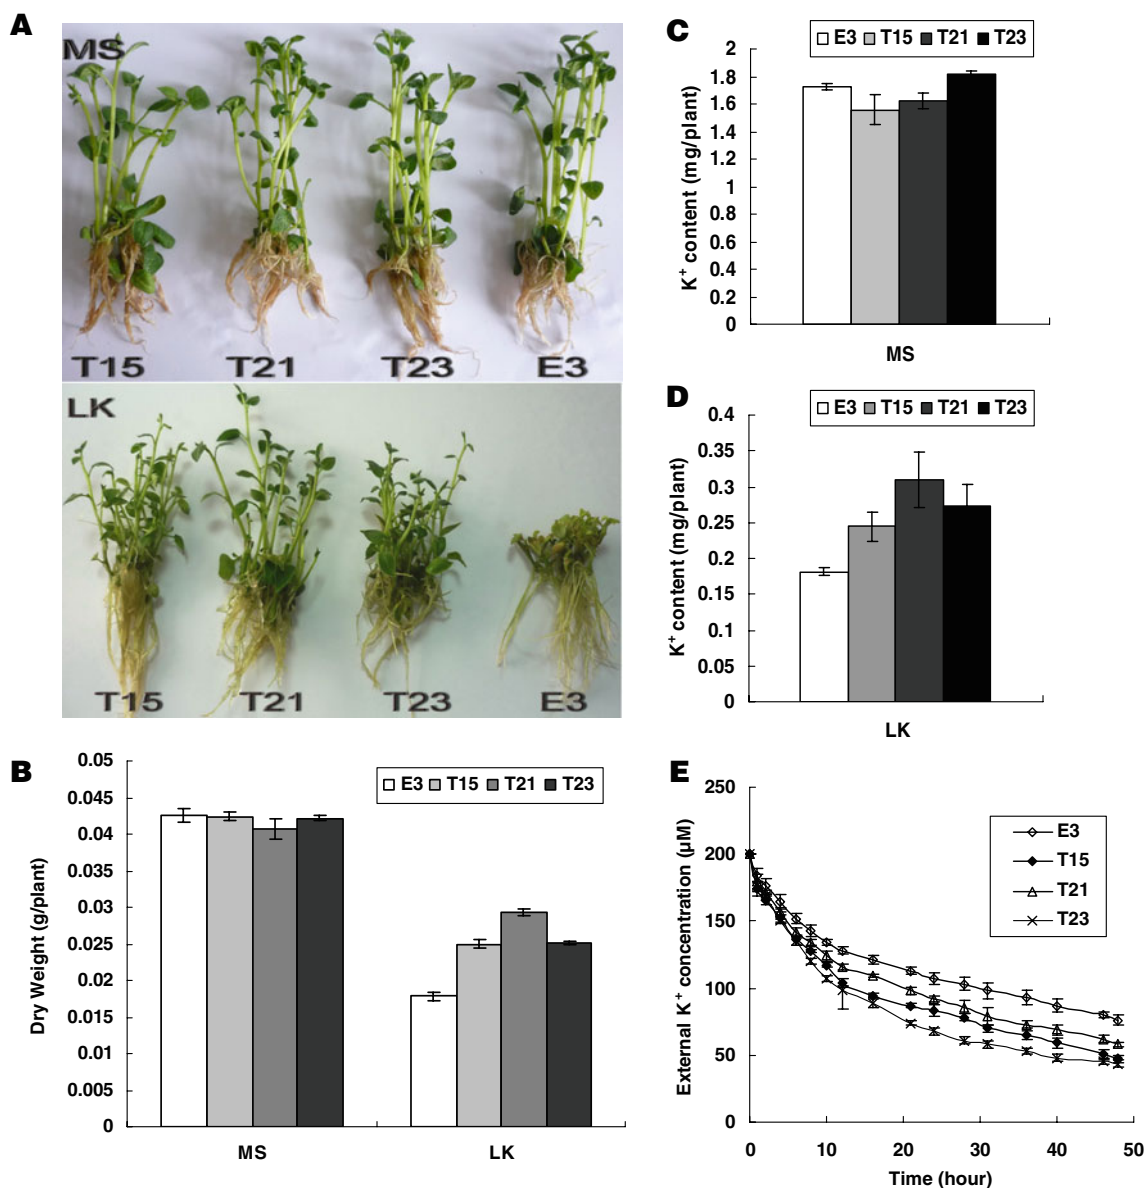 A
MS
T15 T21 T23 E3
LK
T15 T21 T23 E3
B
0.05
0.045
0.04
0.035
0.03
0.025
0.02
0.015
0.01
0.005
0
Dry Weight (g/plant)
E3 T15 T21 T23
MS LK
C
E3 T15 T21 T23
2
1.8
1.6
1.4
1.2
1
0.8
0.6
0.4
0.2
0
K+ content (mg/plant)
MS
D
E3 T15 T21 T23
0.4
0.35
0.3
0.25
0.2
0.15
0.1
0.05
0
K+ content (mg/plant)
LK
E
250
200
150
100
50
0
External K+ concentration (µM)
E3
T15
T21
T23
0 10 20 30 40 50
Time (hour)